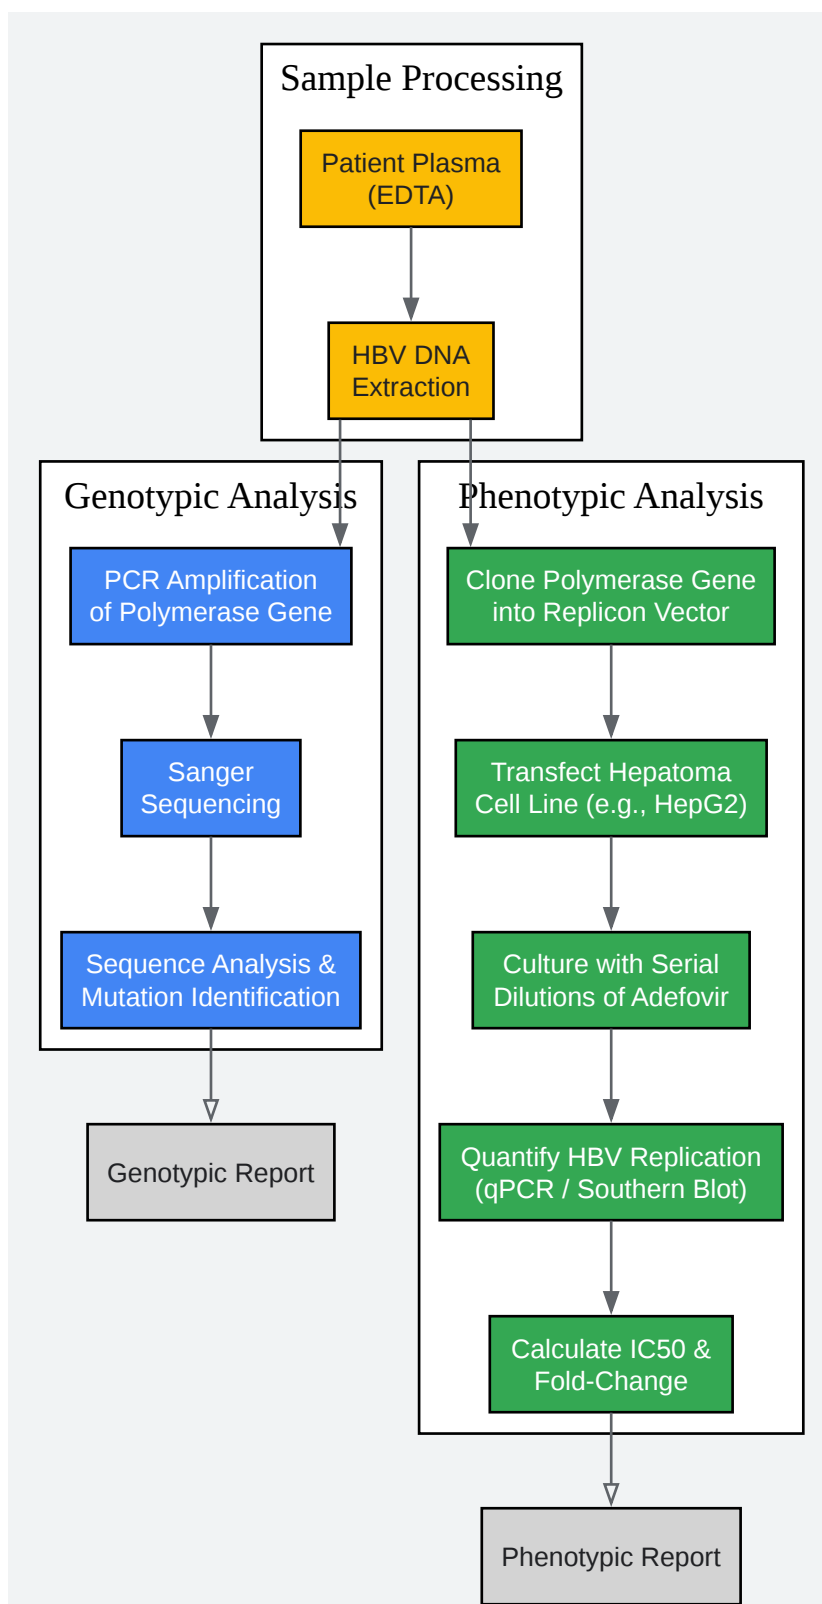 Sample Processing
Patient Plasma
(EDTA)
HBV DNA
Extraction
Genotypic Analysis
PCR Amplification
of Polymerase Gene
Sanger
Sequencing
Sequence Analysis &
Mutation Identification
Genotypic Report
Phenotypic Analysis
Clone Polymerase Gene
into Replicon Vector
Transfect Hepatoma
Cell Line (e.g., HepG2)
Culture with Serial
Dilutions of Adefovir
Quantify HBV Replication
(qPCR / Southern Blot)
Calculate IC50 &
Fold-Change
Phenotypic Report